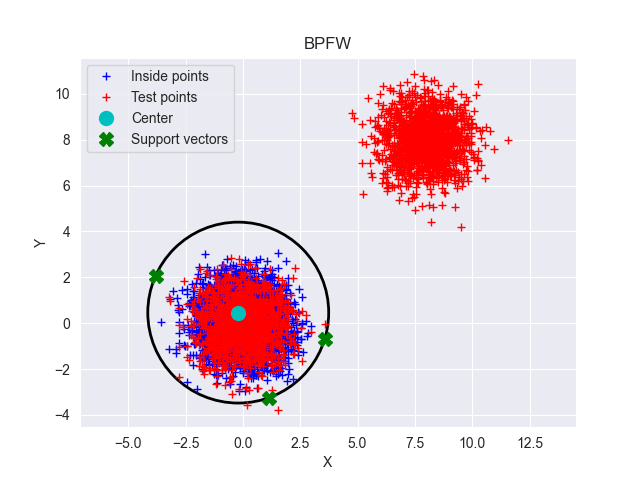 BPFW
Inside points
Test points
Center
Support vectors
10
8
6
4
2
0
−2
−4
Y
−5.0 −2.5 0.0 2.5 5.0 7.5 10.0 12.5
X